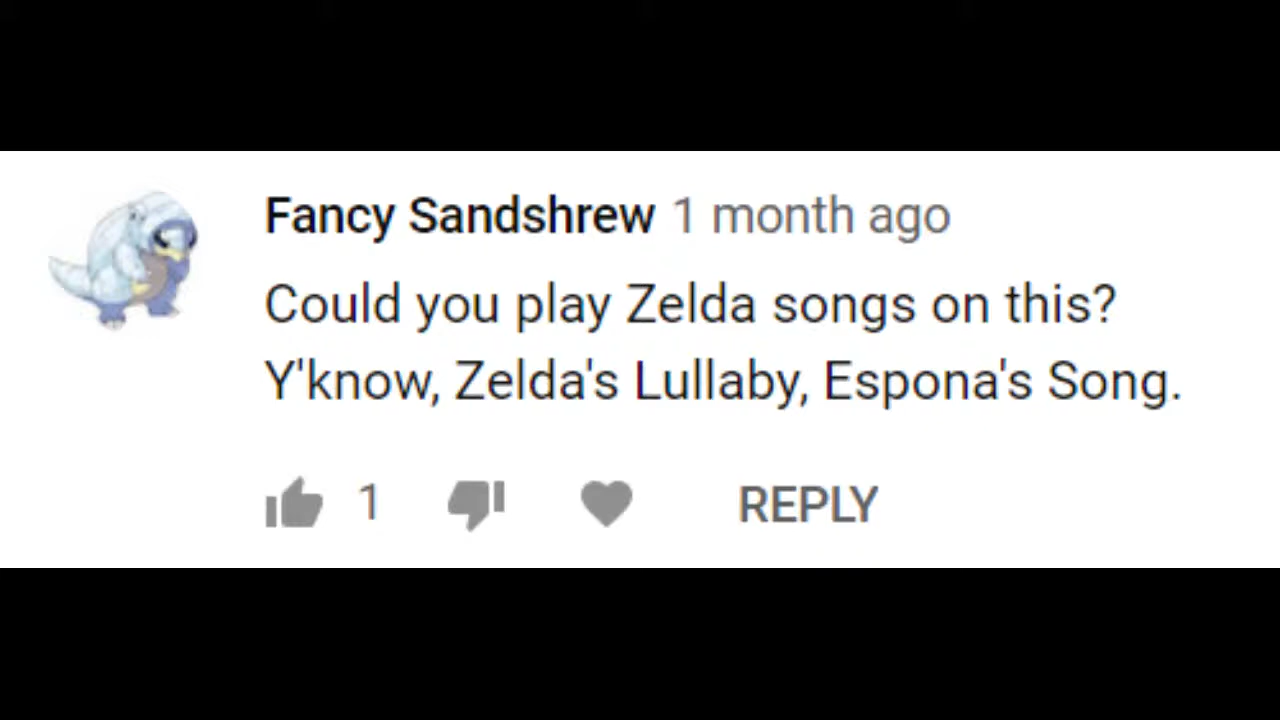 Fancy Sandshrew 1 month ago
Could you play Zelda songs on this?
Y'know, Zelda's Lullaby, Espona's Song.
1 REPLY